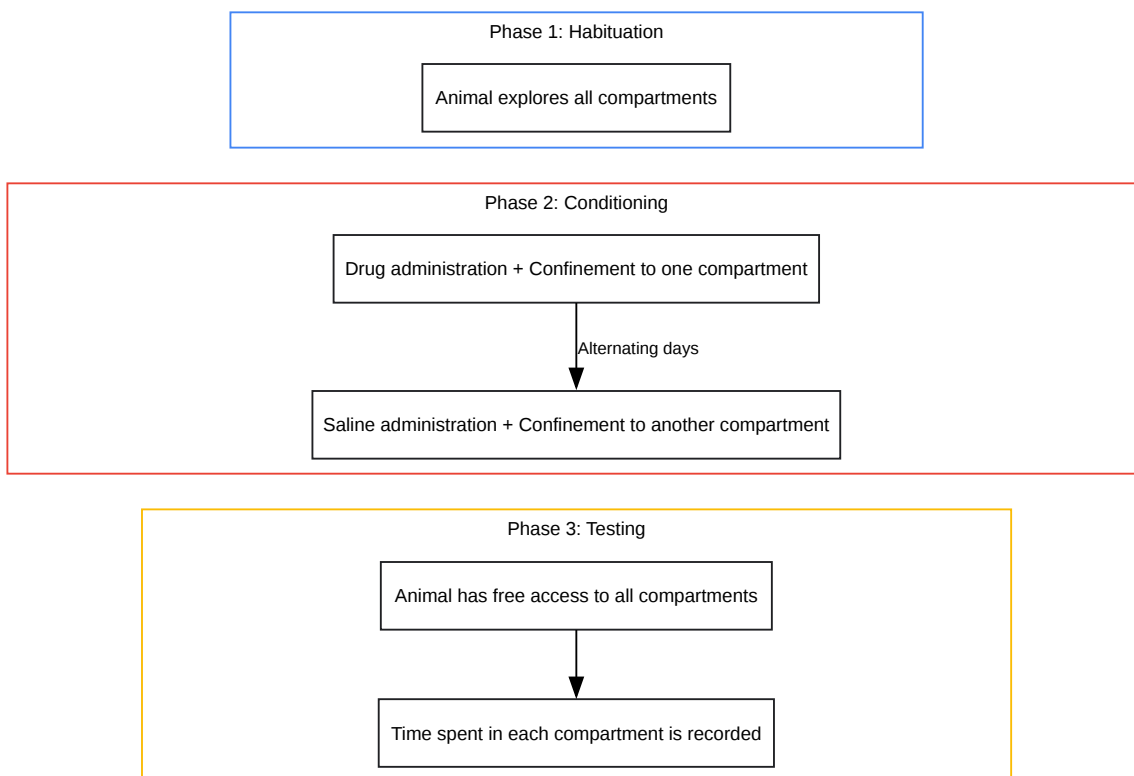 Phase 1: Habituation
Animal explores all compartments
Phase 2: Conditioning
Drug administration + Confinement to one compartment
Alternating days
Saline administration + Confinement to another compartment
Phase 3: Testing
Animal has free access to all compartments
Time spent in each compartment is recorded